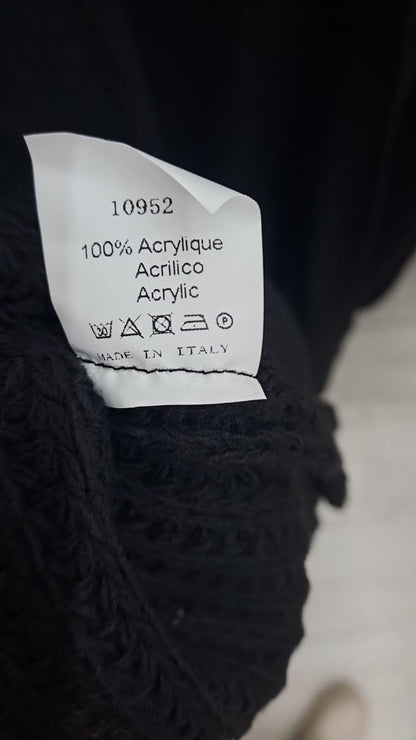 10952
100% Acrylique
Acrilico
Acrylic
P
MADE IN ITALY